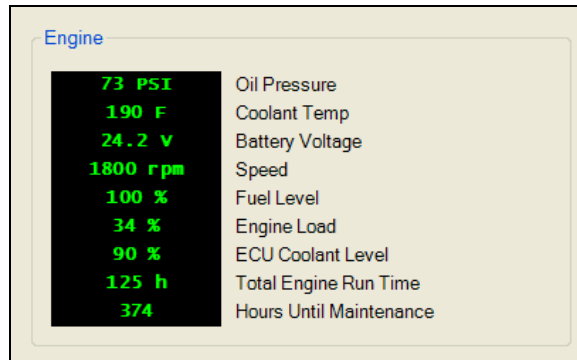 Engine
73 PSI Oil Pressure
190 F Coolant Temp
24.2 V Battery Voltage
1800 rpm Speed
100 % Fuel Level
34 % Engine Load
90 % ECU Coolant Level
125 h Total Engine Run Time
374 Hours Until Maintenance